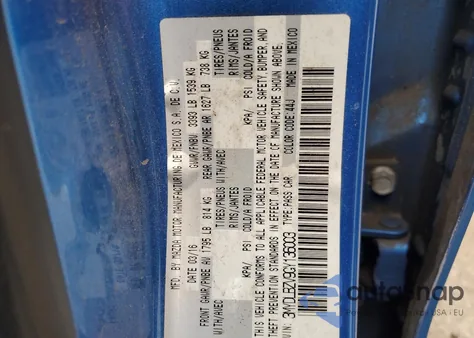 MFD. BY MAZDA MOTOR MANUFACTURING DE MEXICO S.A. DE C.V.
DATE 03/16 GVWR/PNBV 3393 LB 1539 KG
FRONT GAWR/PNBE AV 1795 LB 814 KG REAR GAWR/PNBE AR 1627 LB 738 KG
WITH/AVEC TIRES/PNEUS WITH/AVEC TIRES/PNEUS
RIMS/JANTES RIMS/JANTES
KPA/ PSI COLD/A FROID KPA/ PSI COLD/A FROID
THIS VEHICLE CONFORMS TO ALL APPLICABLE FEDERAL MOTOR VEHICLE SAFETY, BUMPER, AND
THEFT PREVENTION STANDARDS IN EFFECT ON THE DATE OF MANUFACTURE SHOWN ABOVE.
COLOR CODE:44J MADE IN MEXICO
TYPE:PASS CAR
autosnap